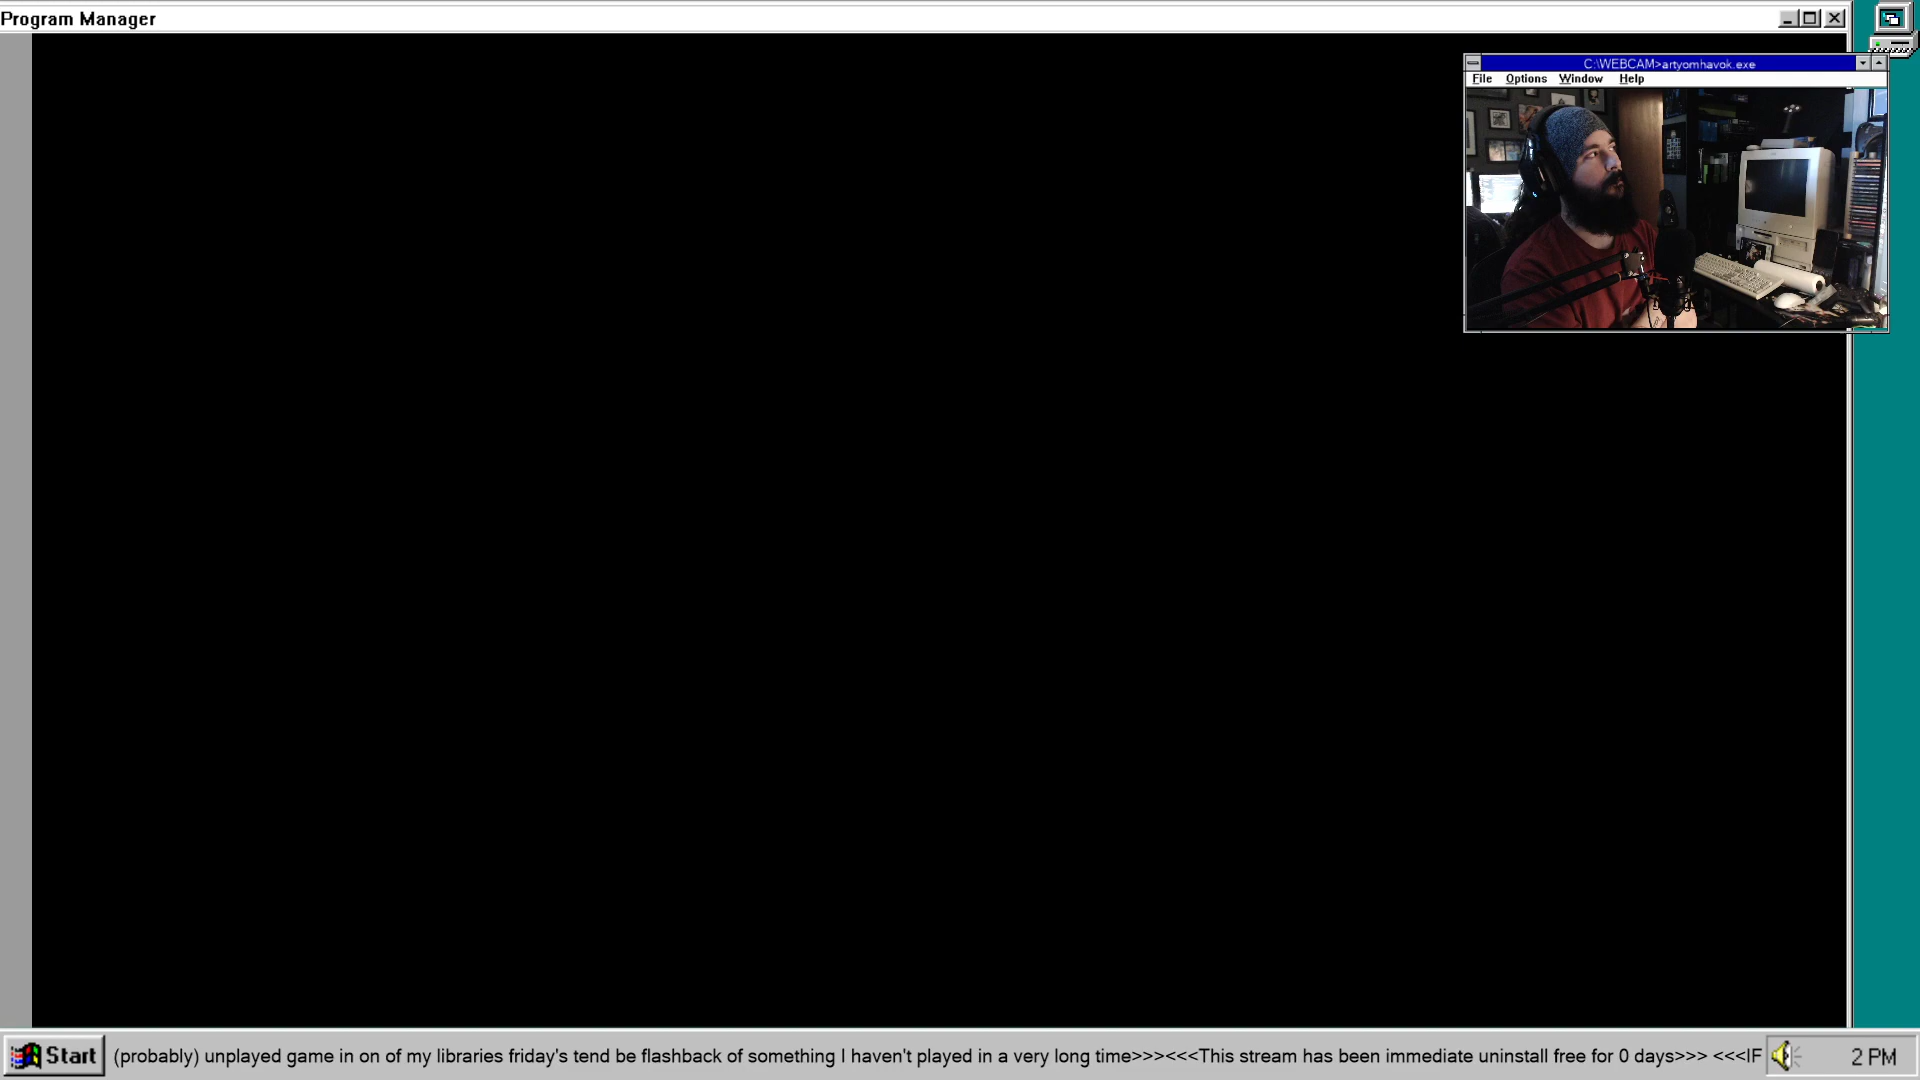 Program Manager
C:\WEBCAM>artyomhavok.exe
File Options Window Help
Start (probably) unplayed game in on of my libraries friday's tend be flashback of something I haven't played in a very long time>>><<<This stream has been immediate uninstall free for 0 days>>> <<<IF 2 PM